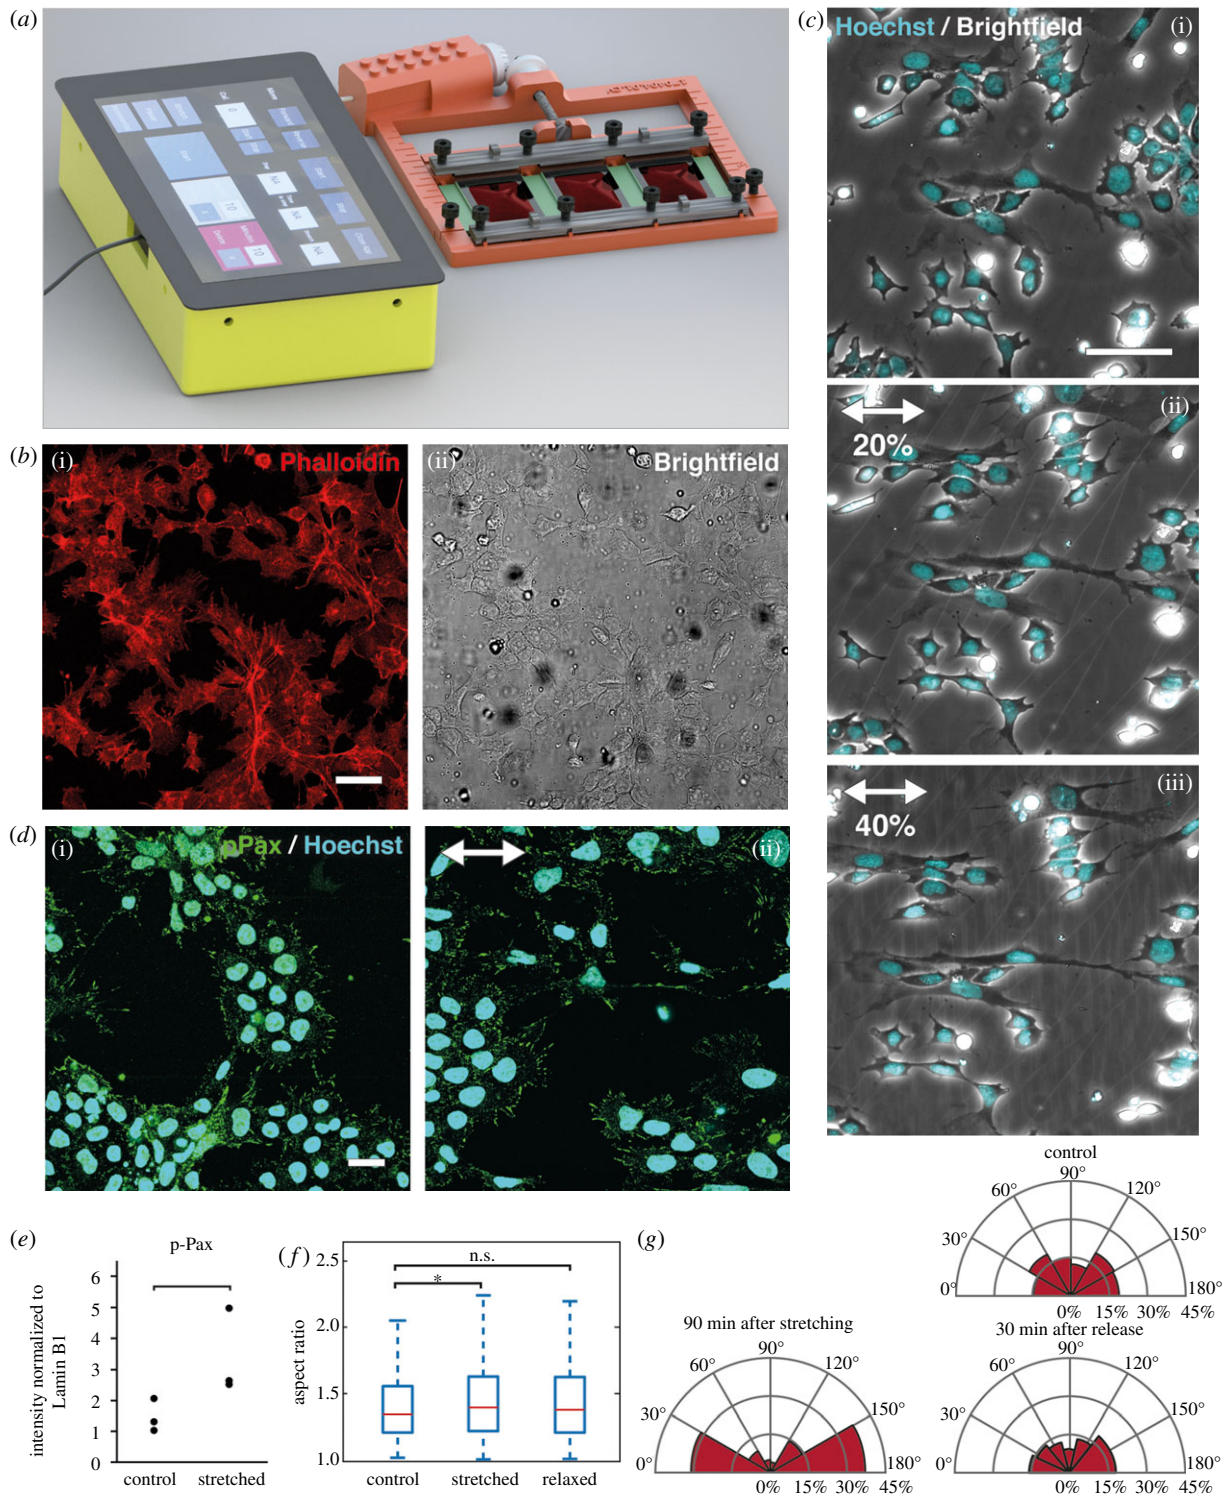 (a)
(c)
Hoechst / Brightfield
(i)
(ii)
20%
(iii)
40%
(b)
(i)
Phalloidin
(ii)
Brightfield
(d)
(i)
pPax / Hoechst
(ii)
(e)
p-Pax
intensity normalized to
Lamin B1
6
5
4
3
2
1
0
control
stretched
(f)
n.s.
*
aspect ratio
2.5
2.0
1.5
1.0
control
stretched
relaxed
(g)
control
90°
60°
120°
30°
150°
0°
180°
0%
15%
30%
45%
90 min after stretching
90°
60°
120°
30°
150°
0°
180°
0%
15%
30%
45%
30 min after release
90°
60°
120°
30°
150°
0°
180°
0%
15%
30%
45%